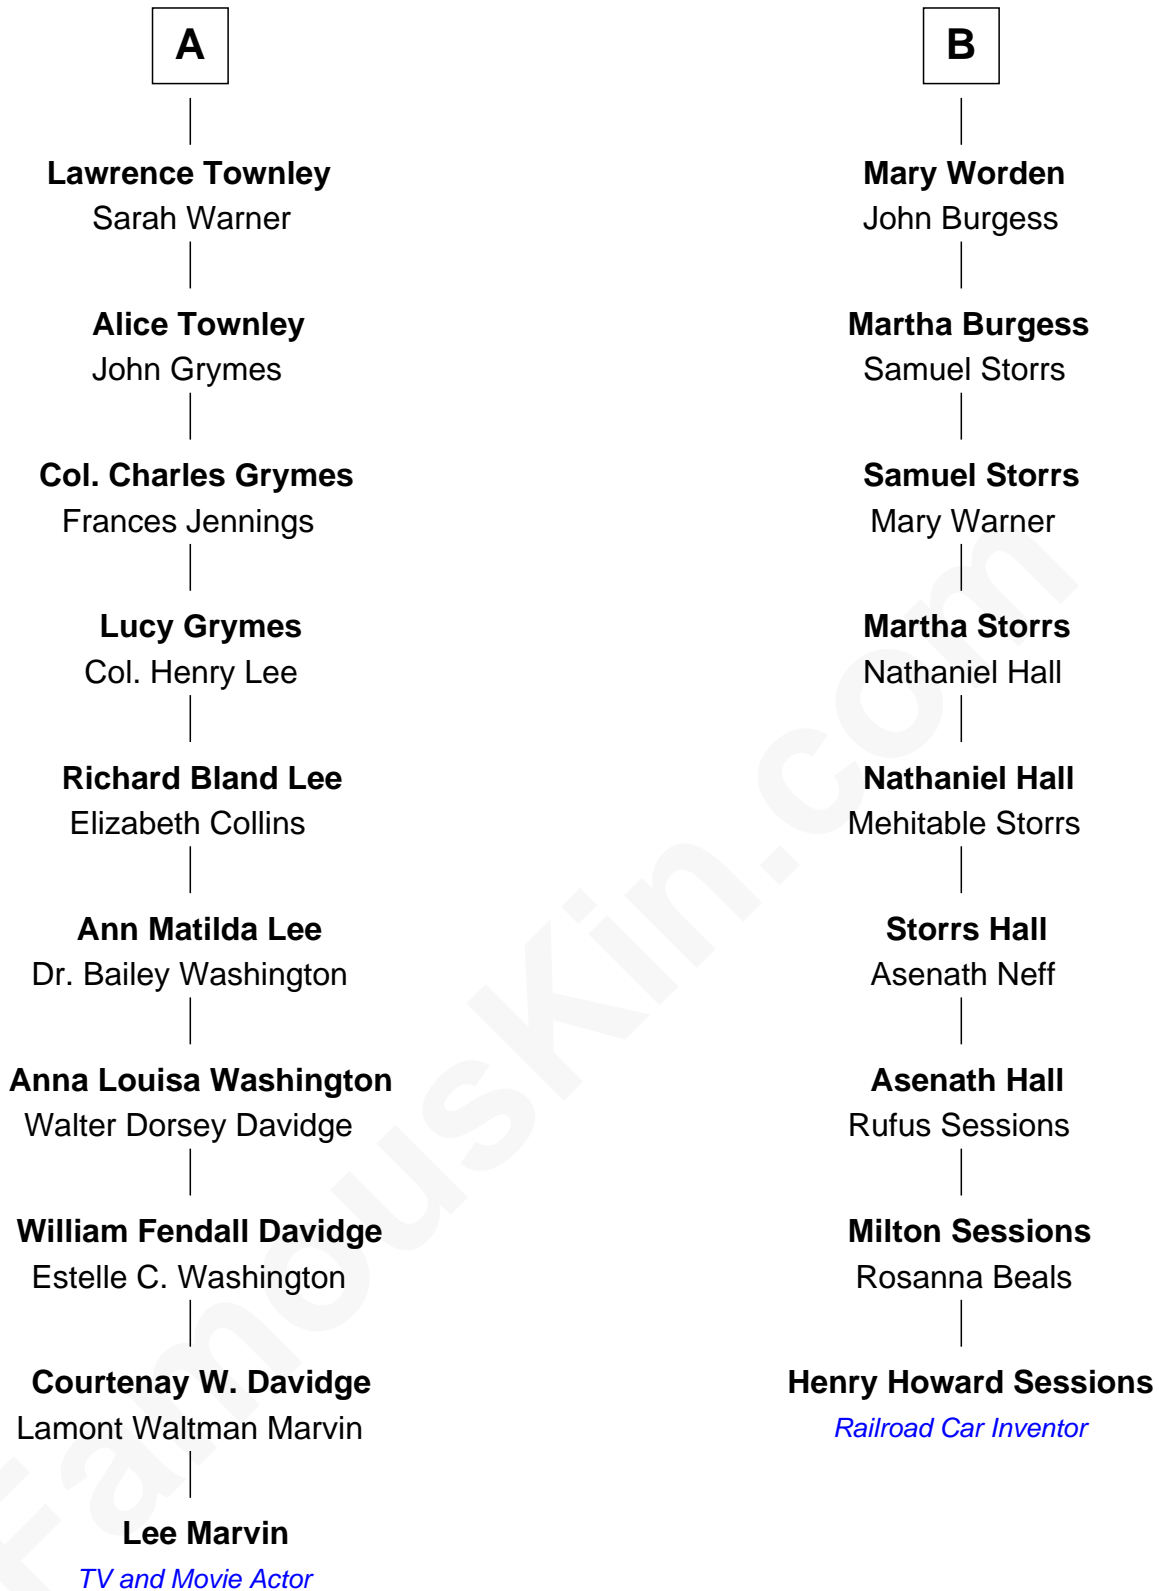 A
Lawrence Townley
Sarah Warner
Alice Townley
John Grymes
Col. Charles Grymes
Frances Jennings
Lucy Grymes
Col. Henry Lee
Richard Bland Lee
Elizabeth Collins
Ann Matilda Lee
Dr. Bailey Washington
Anna Louisa Washington
Walter Dorsey Davidge
William Fendall Davidge
Estelle C. Washington
Courtenay W. Davidge
Lamont Waltman Marvin
Lee Marvin
TV and Movie Actor
B
Mary Worden
John Burgess
Martha Burgess
Samuel Storrs
Samuel Storrs
Mary Warner
Martha Storrs
Nathaniel Hall
Nathaniel Hall
Mehitable Storrs
Storrs Hall
Asenath Neff
Asenath Hall
Rufus Sessions
Milton Sessions
Rosanna Beals
Henry Howard Sessions
Railroad Car Inventor
FamousKin.com